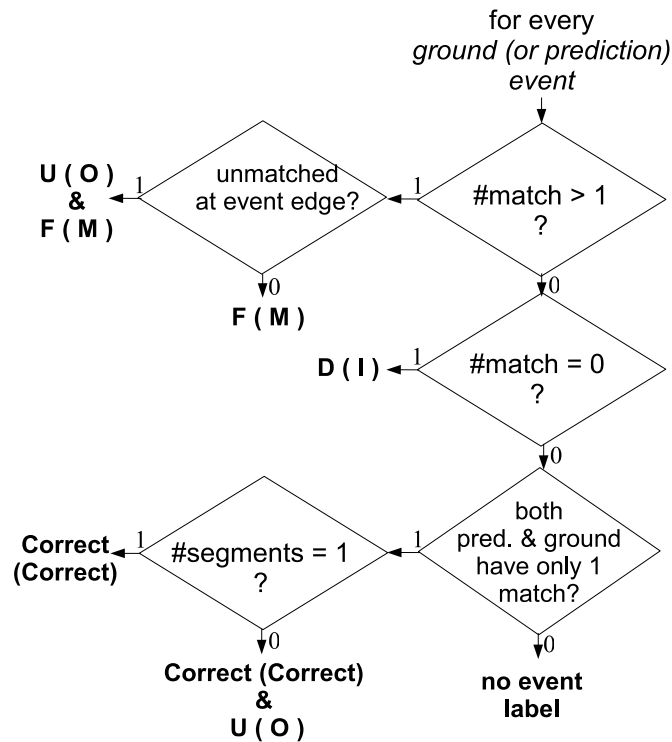 for every
ground (or prediction)
event
#match > 1
?
1
0
unmatched
at event edge?
1
0
U ( O )
&
F ( M )
F ( M )
#match = 0
?
1
0
D ( I )
both
pred. & ground
have only 1
match?
1
0
#segments = 1
?
1
0
Correct
(Correct)
Correct (Correct)
&
U ( O )
no event
label